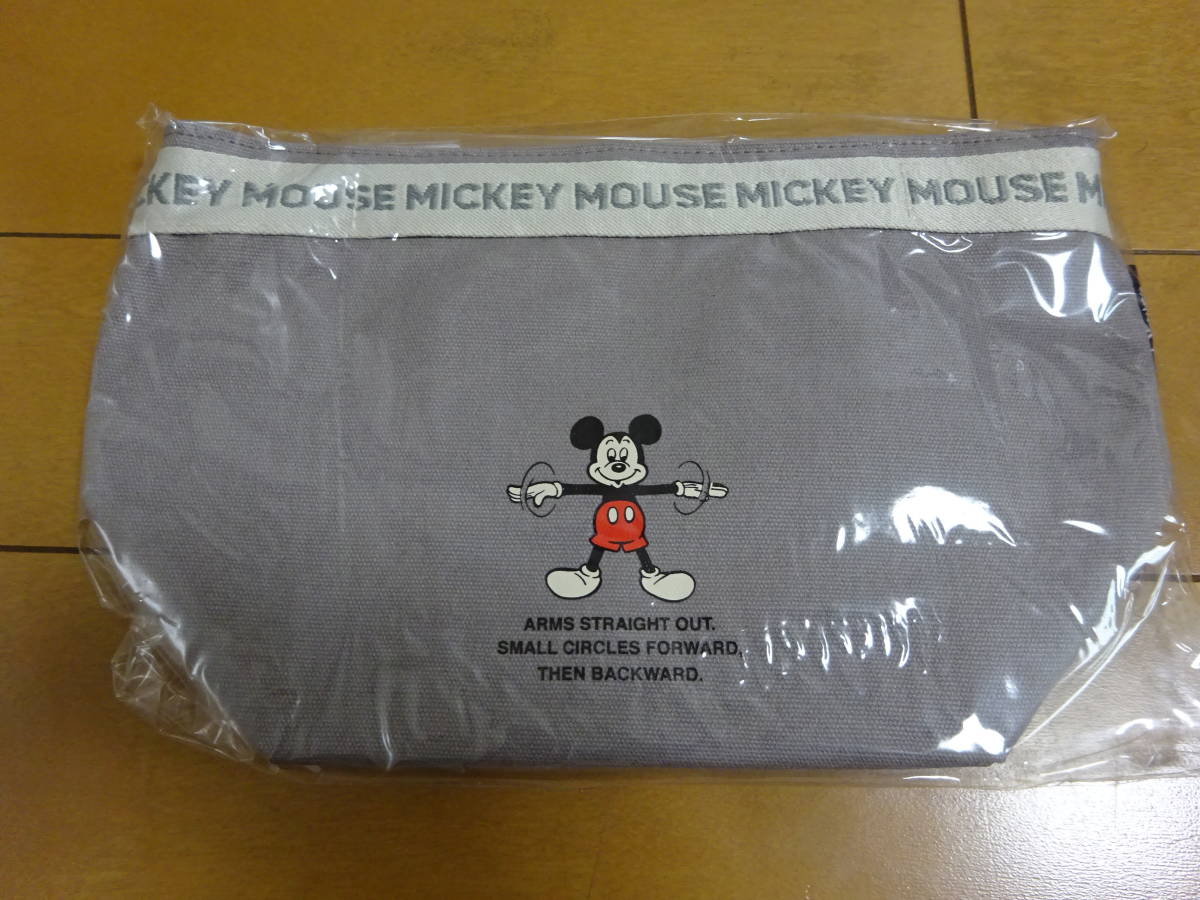 CKEY MOUSE MICKEY MOUSE MICKEY MOUSE M
ARMS STRAIGHT OUT.
SMALL CIRCLES FORWARD,
THEN BACKWARD.